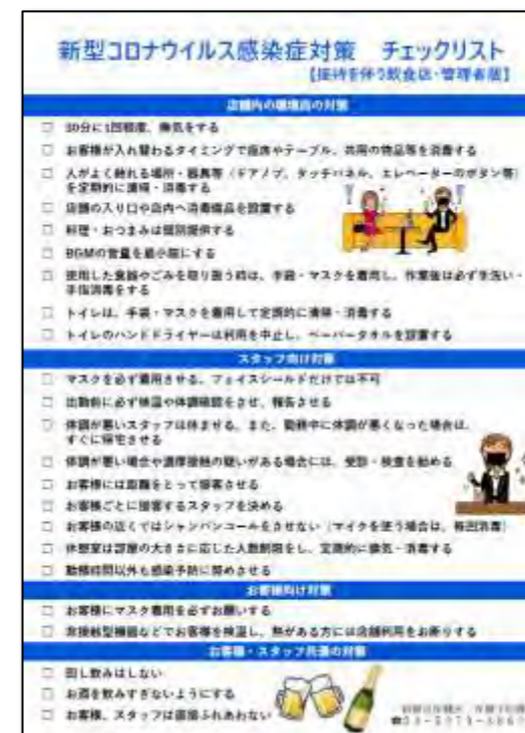 新型コロナウイルス感染症対策　チェックリスト
【接待を伴う飲食店・管理者版】
店舗内の環境面の対策
□ 30分に1回程度、換気をする
□ お客様が入れ替わるタイミングで座席やテーブル、共用の物品等を消毒する
□ 人がよく触れる場所・器具等（ドアノブ、タッチパネル、エレベーターのボタン等）
を定期的に清掃・消毒する
□ 店舗の入り口や店内へ消毒備品を設置する
□ 料理・おつまみは個別提供する
□ BGMの音量を最小限にする
□ 使用した食器やごみを取り扱う時は、手袋・マスクを着用し、作業後は必ず手洗い・
手指消毒をする
□ トイレは、手袋・マスクを着用して定期的に清掃・消毒する
□ トイレのハンドドライヤーは利用を中止し、ペーパータオルを設置する
スタッフ向け対策
□ マスクを必ず着用させる、フェイスシールドだけでは不可
□ 出勤前に必ず検温や体調確認をさせ、報告させる
□ 体調が悪いスタッフは休ませる、また、勤務中に体調が悪くなった場合は、
すぐに帰宅させる
□ 体調が悪い場合や濃厚接触の疑いがある場合には、受診・検査を勧める
□ お客様には距離をとって接客させる
□ お客様ごとに接客するスタッフを決める
□ お客様の近くではシャンパンコールをさせない（マイクを使う場合は、毎回消毒）
□ 休憩室は部屋の大きさに応じた人数制限をし、定期的に換気・消毒する
□ 勤務時間以外も感染予防に努めさせる
お客様向け対策
□ お客様にマスク着用を必ずお願いする
□ 非接触型機器などでお客様を検温し、熱がある方には店舗利用をお断りする
お客様・スタッフ共通の対策
□ 回し飲みはしない
□ お酒を飲みすぎないようにする
□ お客様、スタッフは直接ふれあわない